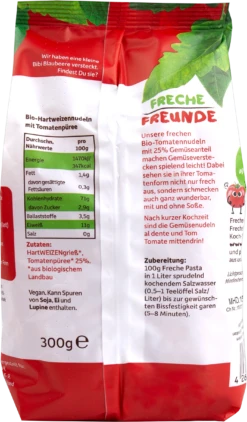 Wir haben eine kleine
Bibi Blaubeere versteckt.
Findest Du sie?
FRECHE
FREUNDE
Bio-Hartweizennudeln
mit Tomatenpüree
Durchschn.
Nährwerte
pro
100g
Energie
Fett 1,4g
davon gesättigte
Fettsäuren 0,3g
Kohlenhydrate
davon Zucker
Ballaststoffe 3,5g
Eiweiß
Salz 0g
Zutaten:
HartWEIZENgrieß*,
Tomatenpüree* 25%.
*aus biologischem
Landbau
Vegan. Kann Spuren
von Soja, Ei und
Lupine enthalten.
300g e
Unsere frechen
Bio-Tomatennudeln
mit 25% Gemüseanteil
machen Gemüseverste-
cken spielend leicht! Dabei
sehen sie in ihrer Toma-
tenform nicht nur frech
aus, sondern schmecken
auch ganz wunderbar,
mit und ohne Soße.
Nach kurzer Kochzeit
sind die Gemüsenudeln
al dente und Tom
Tomate mittendrin!
Zubereitung:
100g Freche Pasta
in 1 Liter sprudelnd
kochendem Salzwasser
(0,5–1 Teelöffel Salz/
Liter) bis zur gewünsch-
ten Bissfestigkeit garen
(5–8 Minuten).